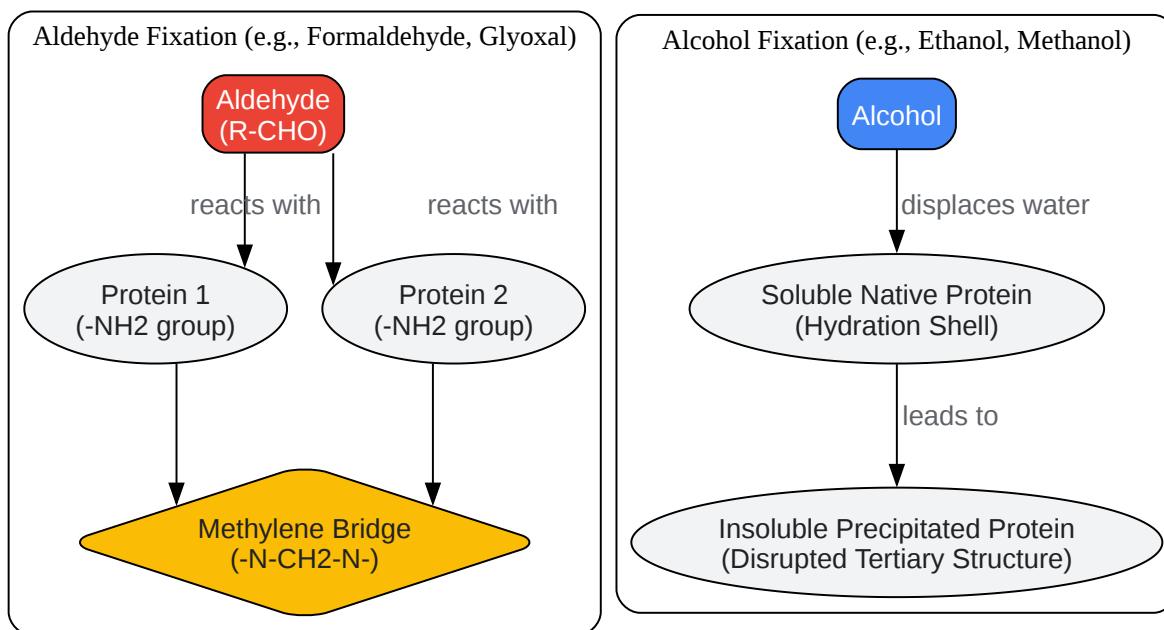 Aldehyde Fixation (e.g., Formaldehyde, Glyoxal)
Aldehyde
(R-CHO)
reacts with
reacts with
Protein 1
(-NH2 group)
Protein 2
(-NH2 group)
Methylene Bridge
(-N-CH2-N-)
Alcohol Fixation (e.g., Ethanol, Methanol)
Alcohol
displaces water
Soluble Native Protein
(Hydration Shell)
leads to
Insoluble Precipitated Protein
(Disrupted Tertiary Structure)